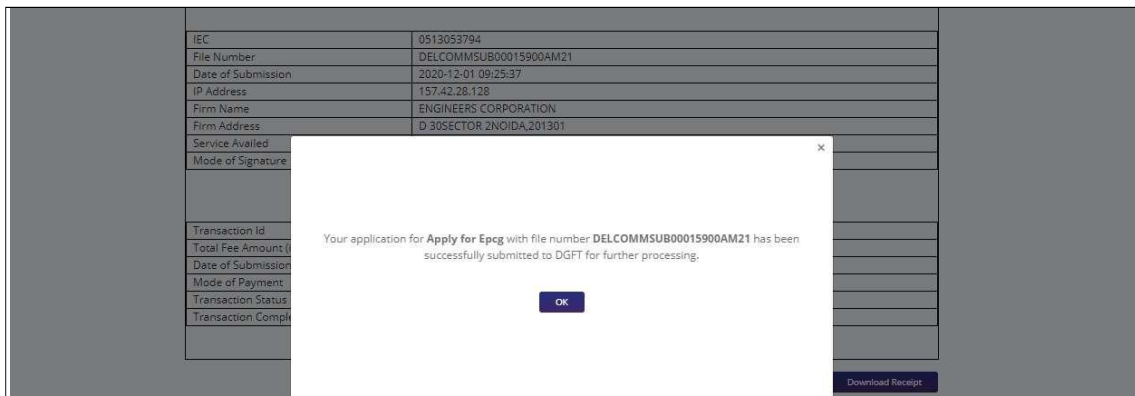 IEC 0513053794
File Number DELCOMMSUB00015900AM21
Date of Submission 2020-12-01 09:25:37
IP Address 157.42.28.128
Firm Name ENGINEERS CORPORATION
Firm Address D 30SECTOR 2NOIDA,201301
Service Availed
Mode of Signature
×
Transaction Id
Total Fee Amount
Date of Submission
Mode of Payment
Transaction Status
Transaction
Your application for Apply for Epcg with file number DELCOMMSUB00015900AM21 has been
successfully submitted to DGFT for further processing.
OK
Download Receipt